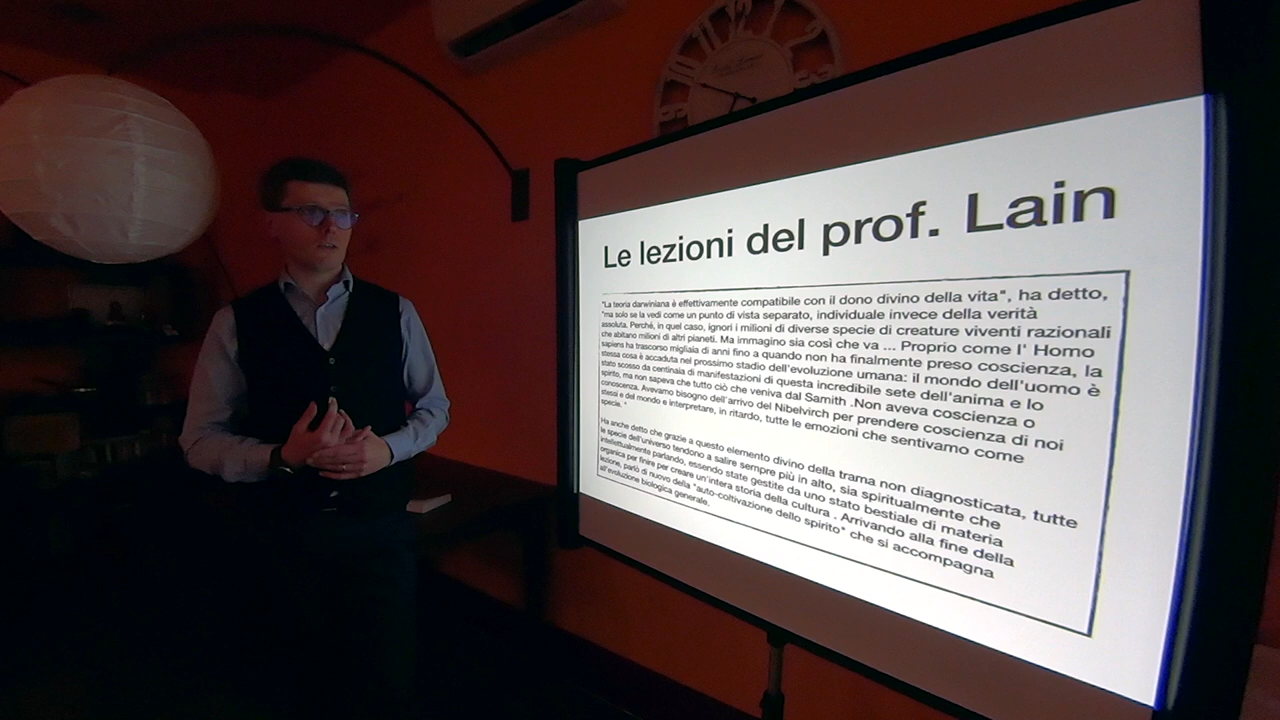 Le lezioni del prof. Lain
"La teoria darwiniana è effettivamente compatibile con il dono divino della vita", ha detto,
"ma solo se la vedi come un punto di vista separato, individuale invece della verità
assoluta. Perché, in quel caso, ignori i milioni di diverse specie di creature viventi razionali
che abitano milioni di altri pianeti. Ma immagino sia così che va ... Proprio come l' Homo
sapiens ha trascorso migliaia di anni fino a quando non ha finalmente preso coscienza, la
stessa cosa è accaduta nel prossimo stadio dell'evoluzione umana: il mondo dell'uomo è
stato scosso da centinaia di manifestazioni di questa incredibile sete dell'anima e lo
spirito, ma non sapeva che tutto ciò che veniva dal Samith .Non aveva coscienza o
conoscenza. Avevamo bisogno dell'arrivo del Nibelvirch per prendere coscienza di noi
stessi e del mondo e interpretare, in ritardo, tutte le emozioni che sentivamo come
specie. "
Ha anche detto che grazie a questo elemento divino della trama non diagnosticata, tutte
le specie dell'universo tendono a salire sempre più in alto, sia spiritualmente che
intellettualmente parlando, essendo state gestite da uno stato bestiale di materia
organica per finire per creare un'intera storia della cultura . Arrivando alla fine della
lezione, parlò di nuovo della "auto-coltivazione dello spirito" che si accompagna
all'evoluzione biologica generale.